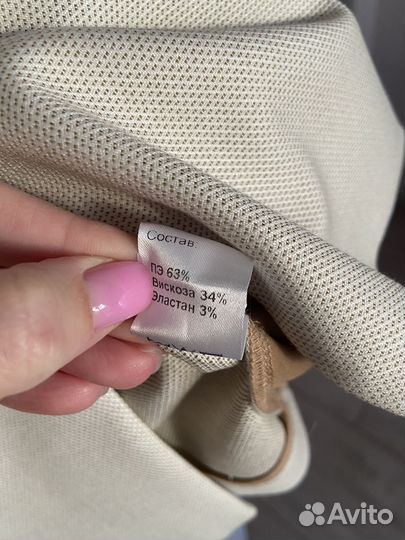 Состав
ПЭ 63%
Вискоза 34%
Эластан 3%
Avito